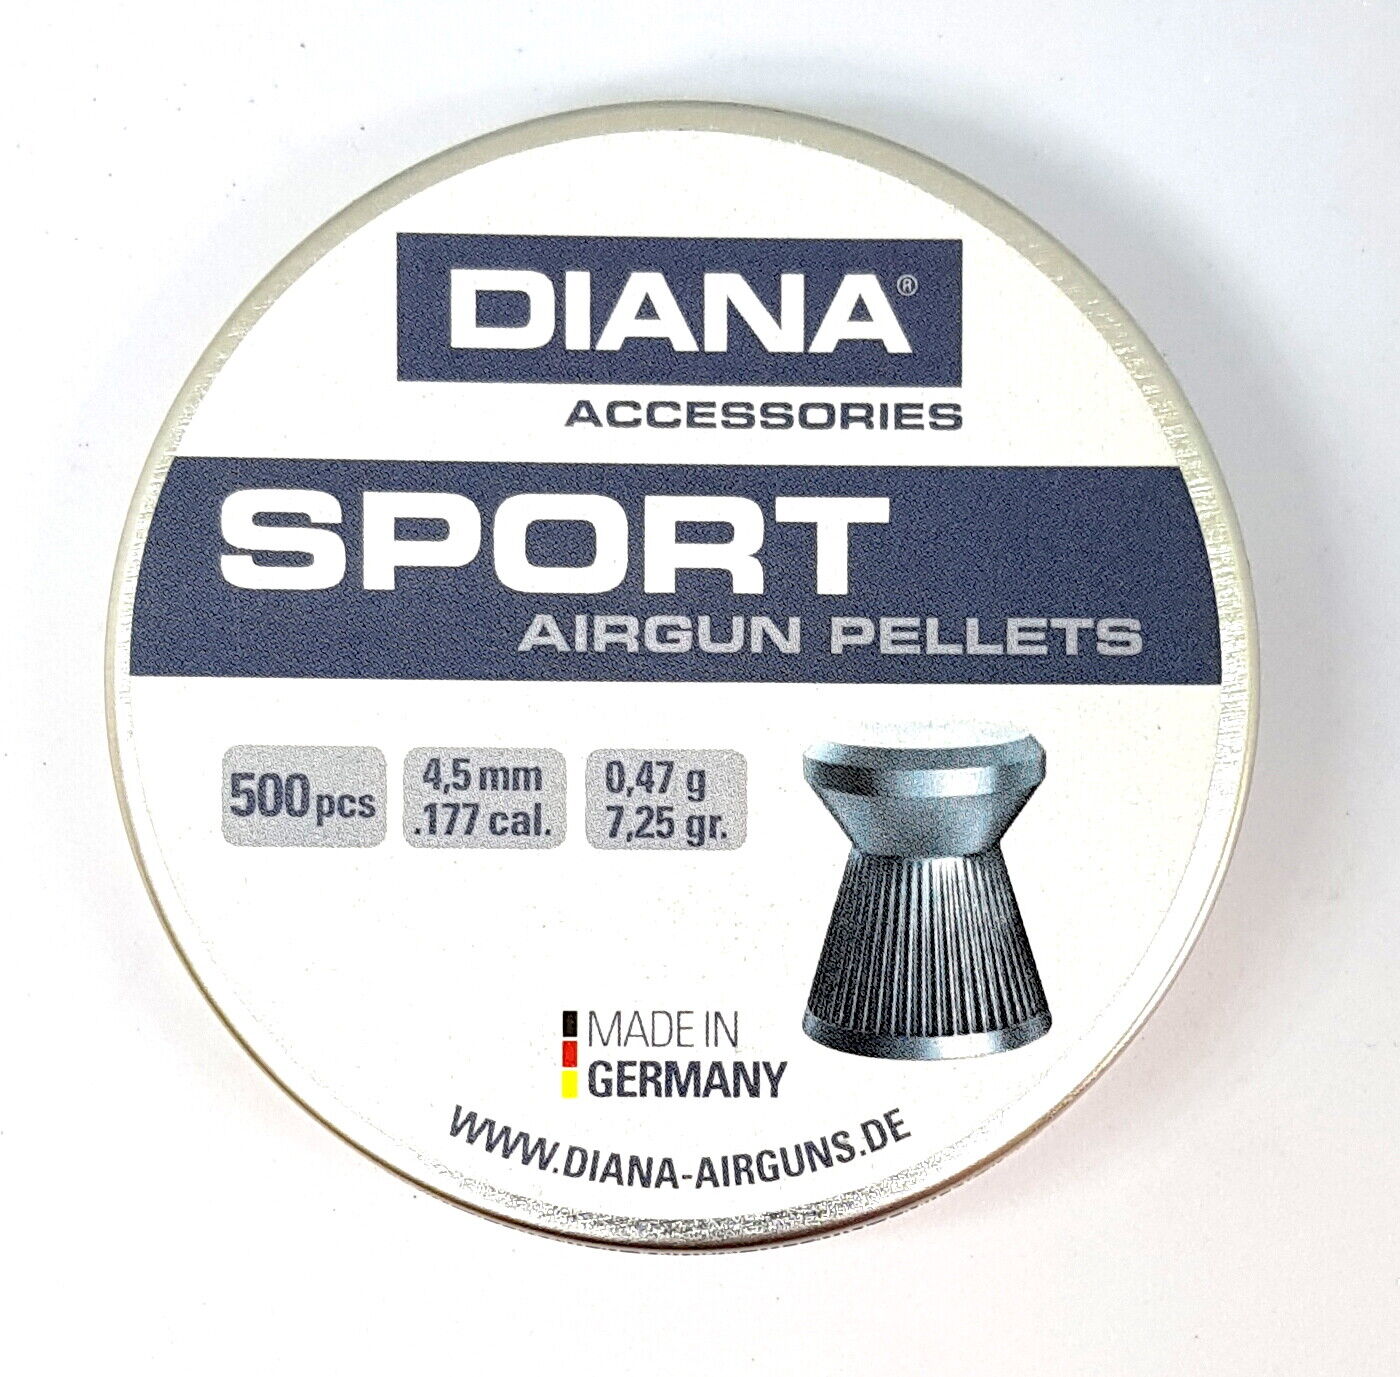 DIANA®
ACCESSORIES
SPORT
AIRGUN PELLETS
500 pcs
4,5 mm
.177 cal.
0,47 g
7,25 gr.
MADE IN
GERMANY
WWW.DIANA-AIRGUNS.DE